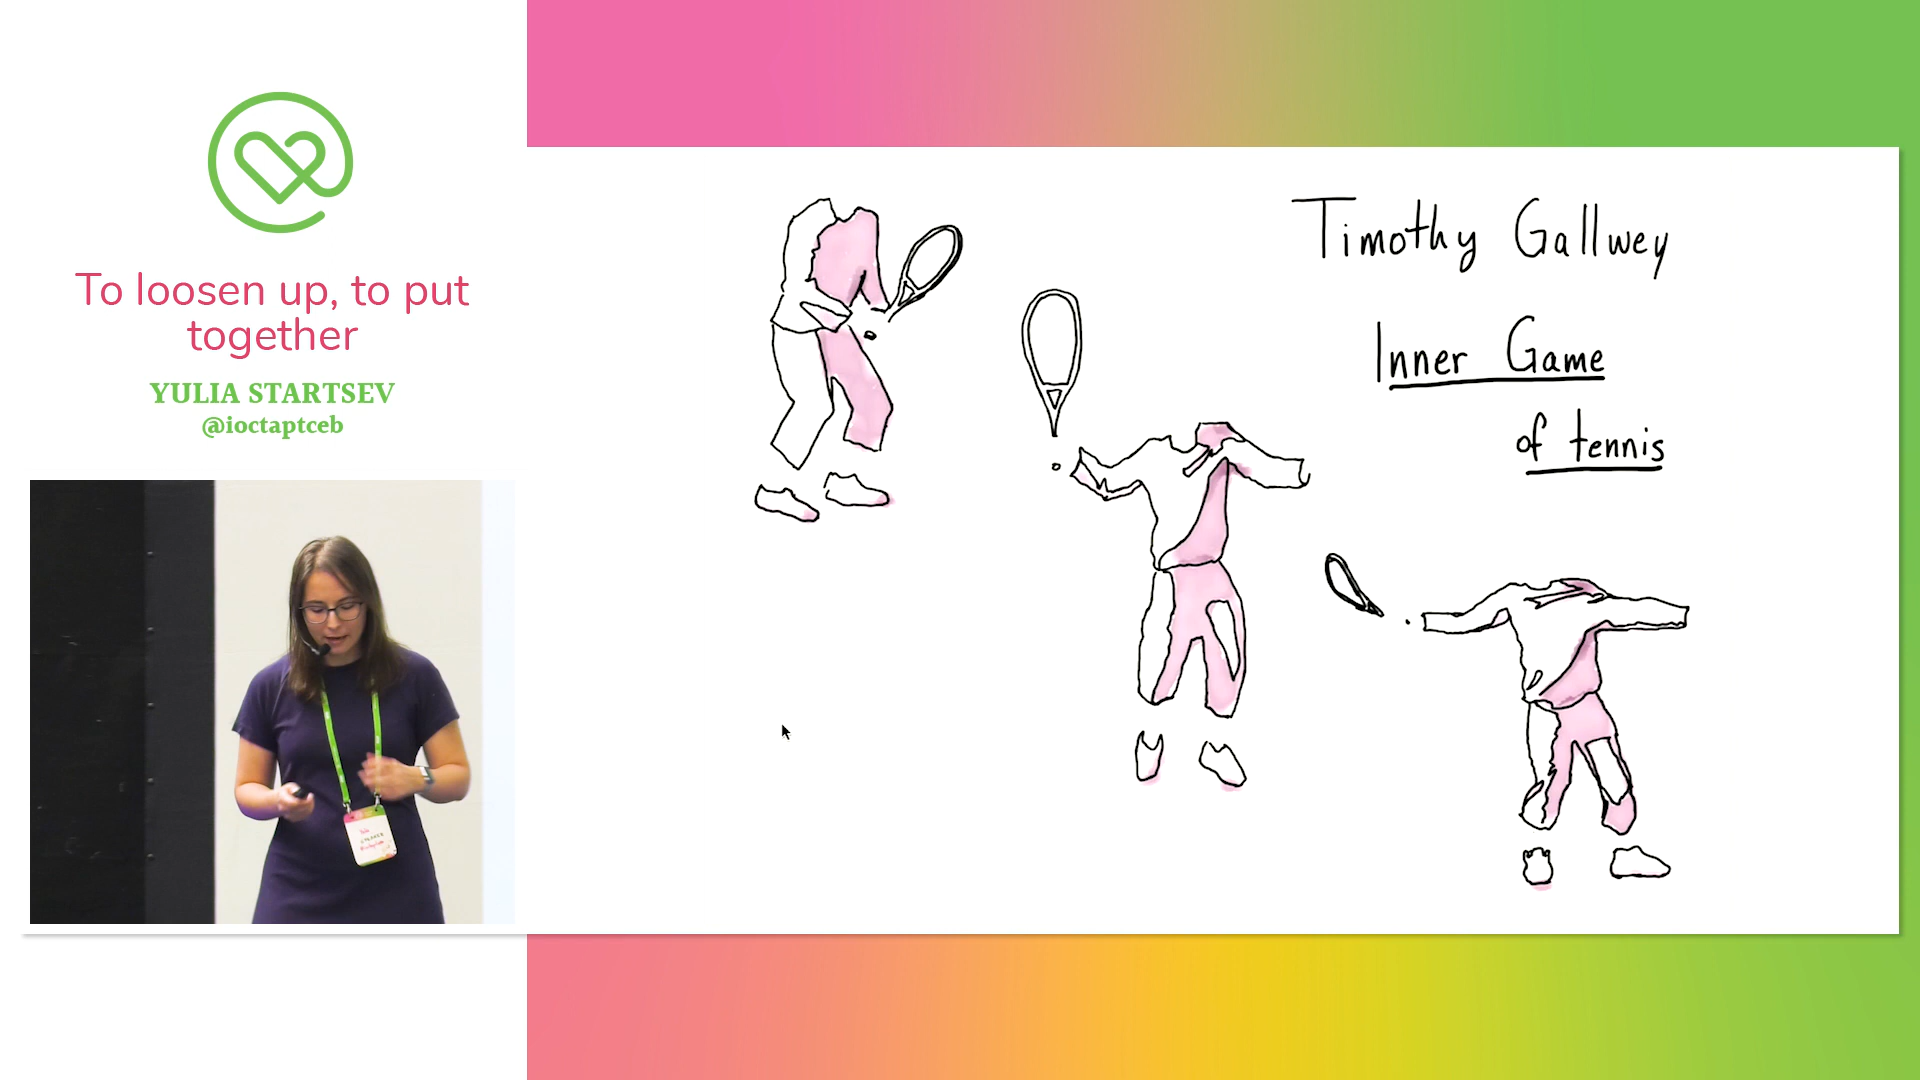 To loosen up, to put
together
YULIA STARTSEV
@ioctaptceb
Timothy Gallwey
Inner Game
of tennis